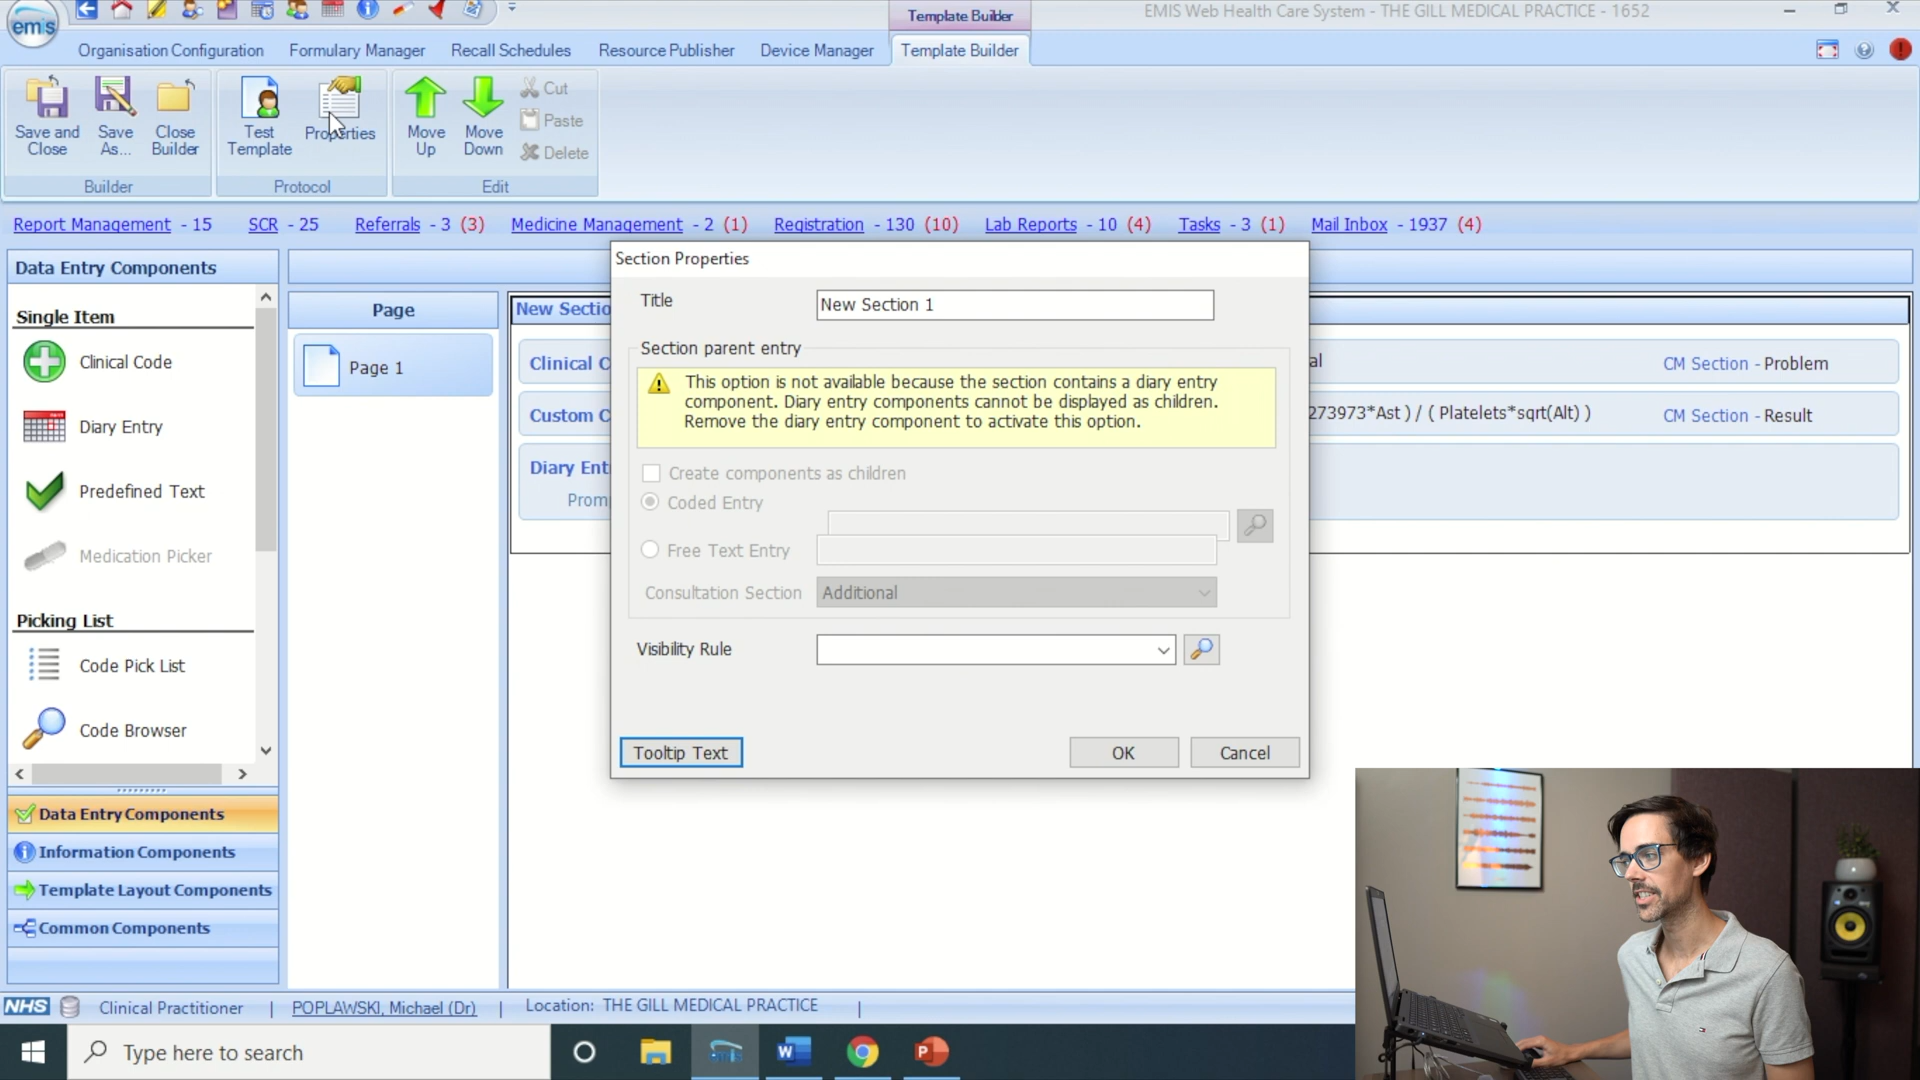 Template Builder
EMIS Web Health Care System - THE GILL MEDICAL PRACTICE - 1652
emis
Organisation Configuration
Formulary Manager
Recall Schedules
Resource Publisher
Device Manager
Template Builder
Save and Close
Save As...
Close Builder
Test Template
Properties
Move Up
Move Down
Cut
Paste
Delete
Builder
Protocol
Edit
Report Management - 15
SCR - 25
Referrals - 3 (3)
Medicine Management - 2 (1)
Registration - 130 (10)
Lab Reports - 10 (4)
Tasks - 3 (1)
Mail Inbox - 1937 (4)
Data Entry Components
Single Item
Clinical Code
Diary Entry
Predefined Text
Medication Picker
Picking List
Code Pick List
Code Browser
Data Entry Components
Information Components
Template Layout Components
Common Components
Page
Page 1
New Sectio
Clinical C
al
CM Section - Problem
Custom C
273973*Ast ) / ( Platelets*sqrt(Alt) )
CM Section - Result
Diary Ent
Prom
Section Properties
Title
New Section 1
Section parent entry
This option is not available because the section contains a diary entry
component. Diary entry components cannot be displayed as children.
Remove the diary entry component to activate this option.
Create components as children
Coded Entry
Free Text Entry
Consultation Section
Additional
Visibility Rule
Tooltip Text
OK
Cancel
NHS
Clinical Practitioner
POPLAWSKI, Michael (Dr)
Location: THE GILL MEDICAL PRACTICE
Type here to search